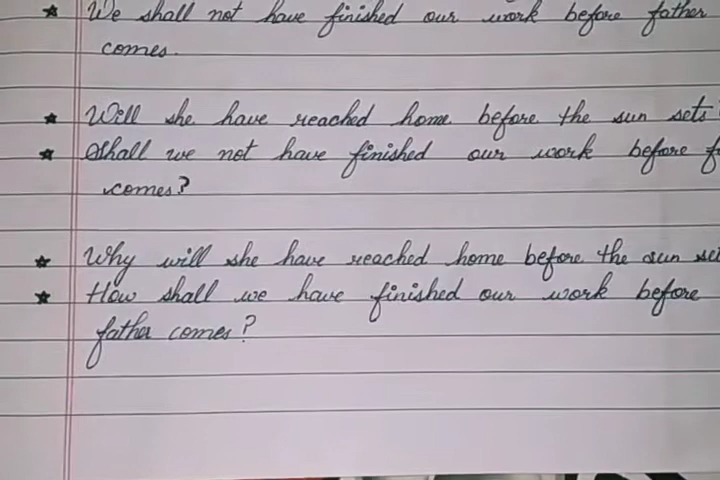 ★ We shall not have finished our work before father
comes.
★ Will she have reached home before the sun sets
★ Shall we not have finished our work before
comes?
★ Why will she have reached home before the sun
★ How shall we have finished our work before
father comes?